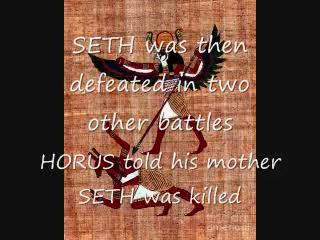 SETH was then
defeated in two
other battles
HORUS told his mother
SETH was killed